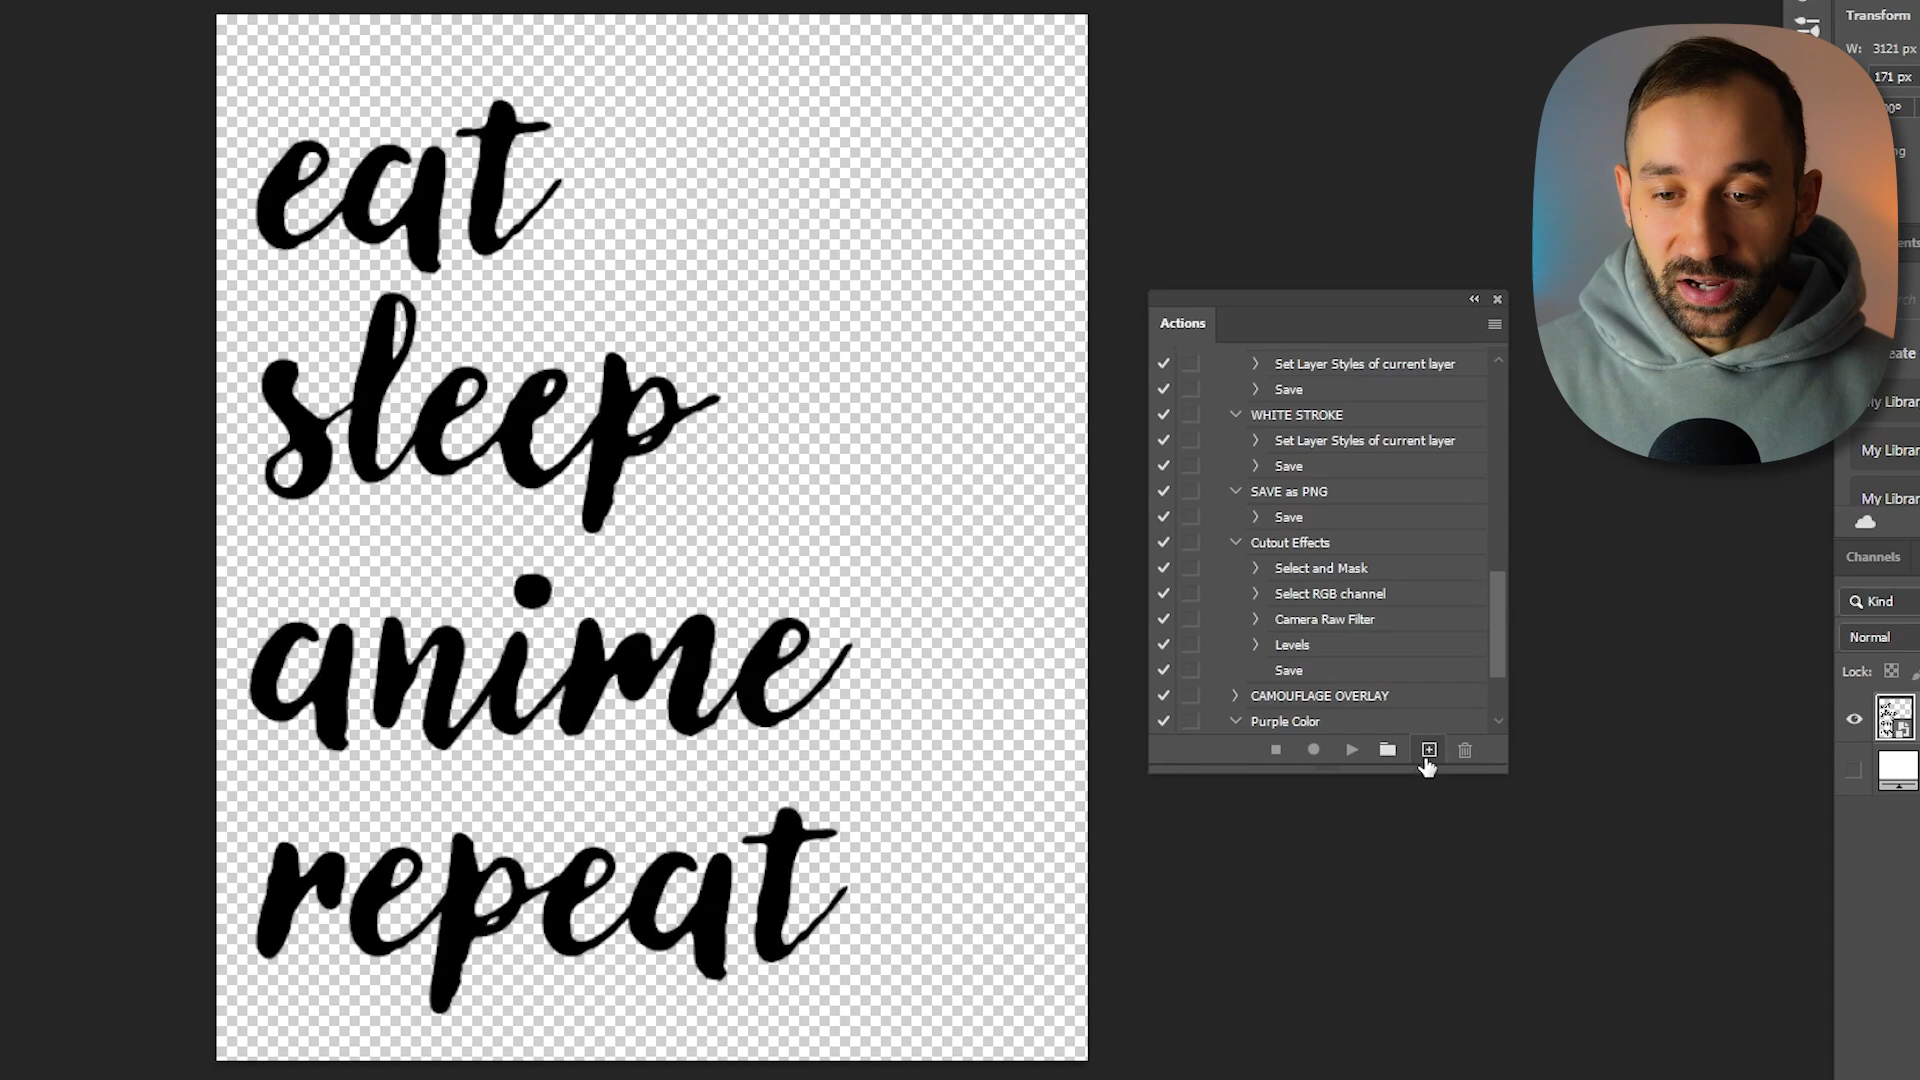 eat
sleep
anime
repeat
Actions
Set Layer Styles of current layer
Save
WHITE STROKE
Set Layer Styles of current layer
Save
SAVE as PNG
Save
Cutout Effects
Select and Mask
Select RGB channel
Camera Raw Filter
Levels
Save
CAMOUFLAGE OVERLAY
Purple Color
Transform
W: 3121 px
171 px
My Librar
My Librar
Channels
Kind
Normal
Lock: